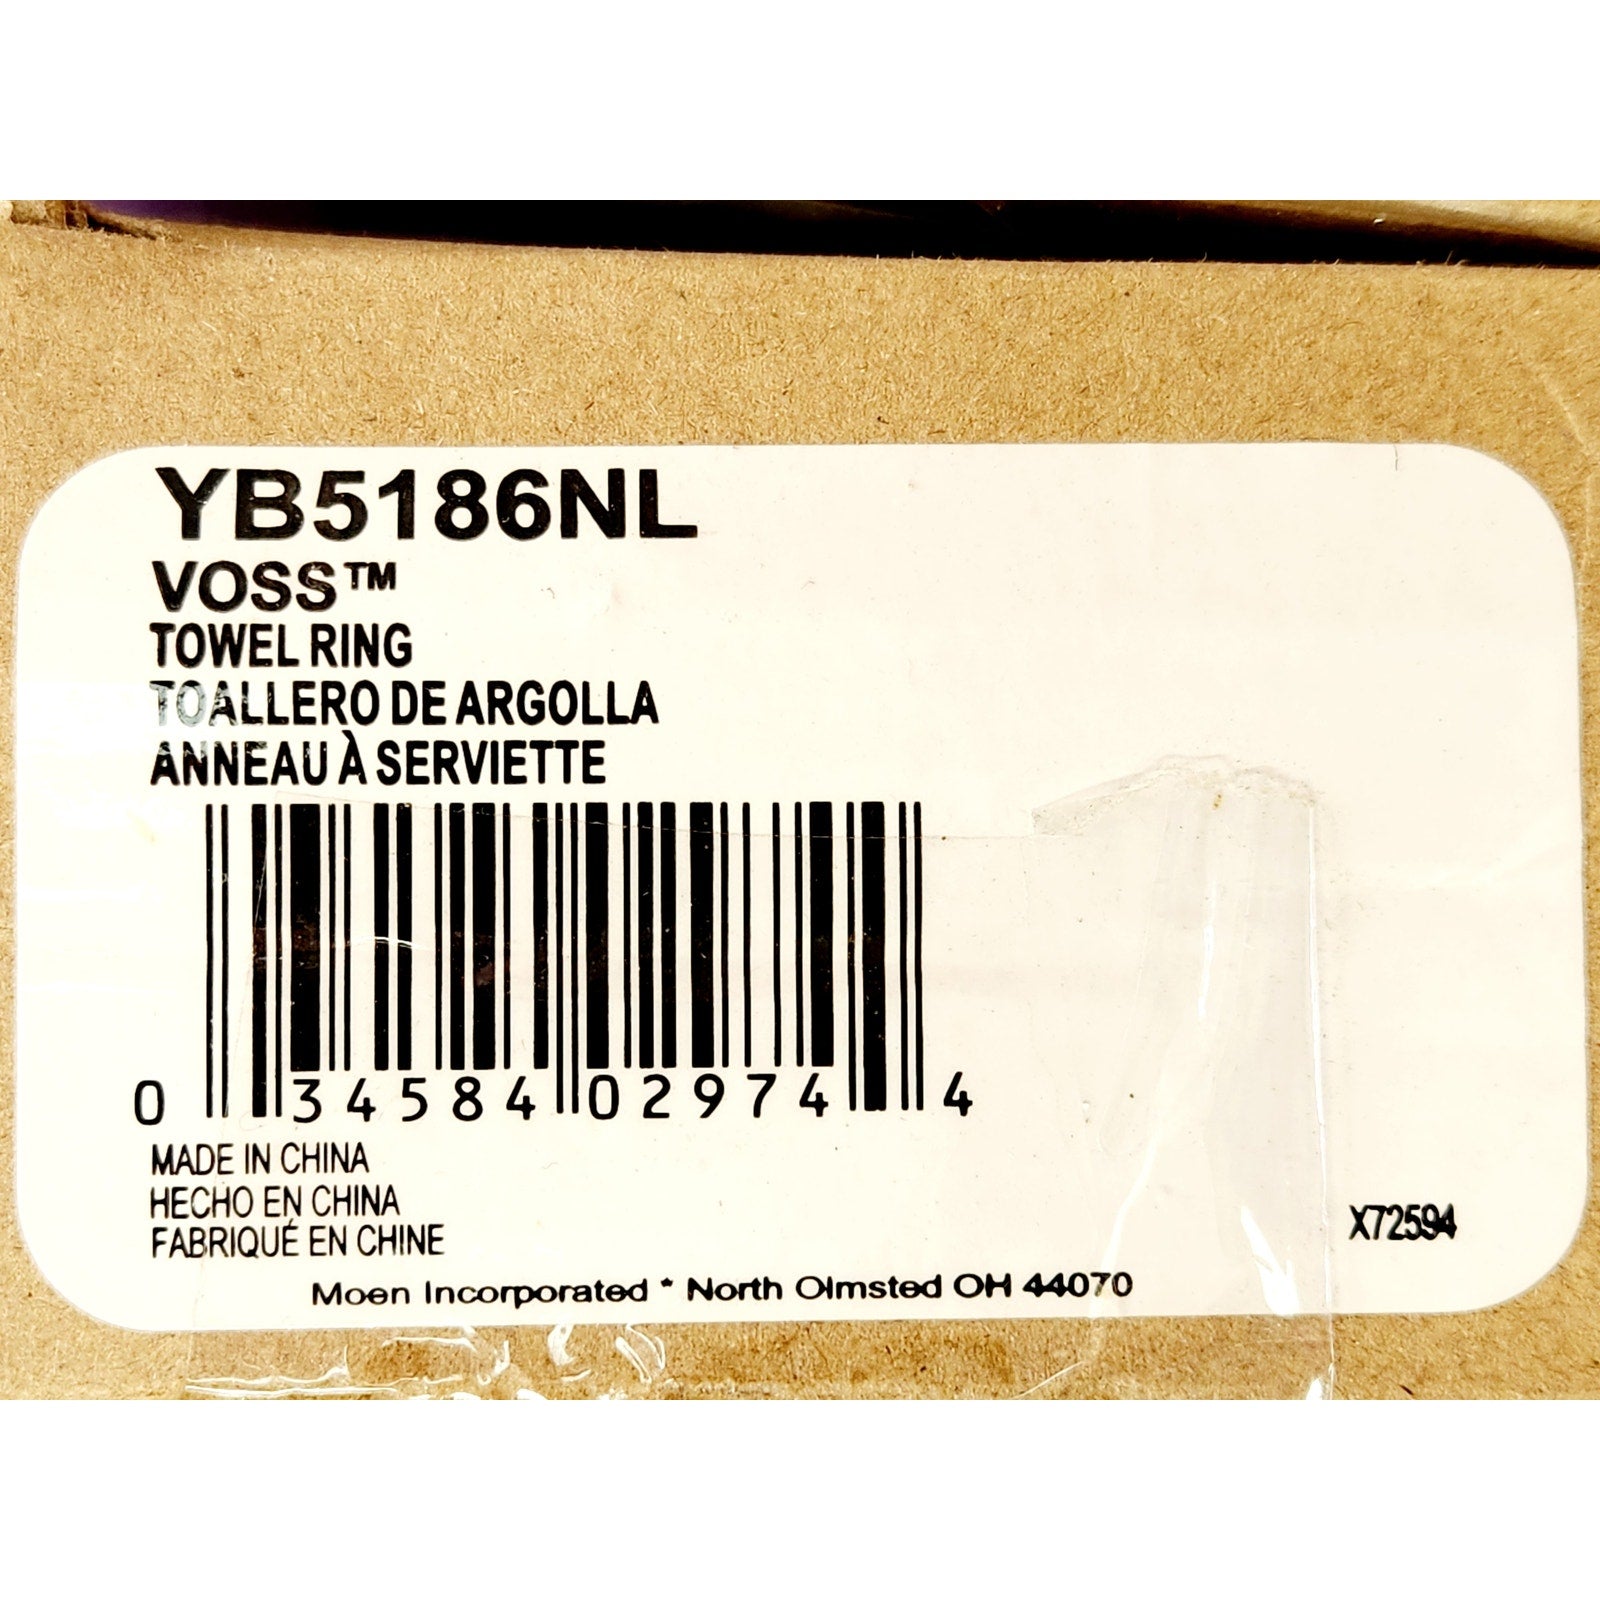 YB5186NL
VOSS™
TOWEL RING
TOALLERO DE ARGOLLA
ANNEAU À SERVIETTE
0 34584 02974 4
MADE IN CHINA
HECHO EN CHINA
FABRIQUÉ EN CHINE
X72594
Moen Incorporated * North Olmsted OH 44070